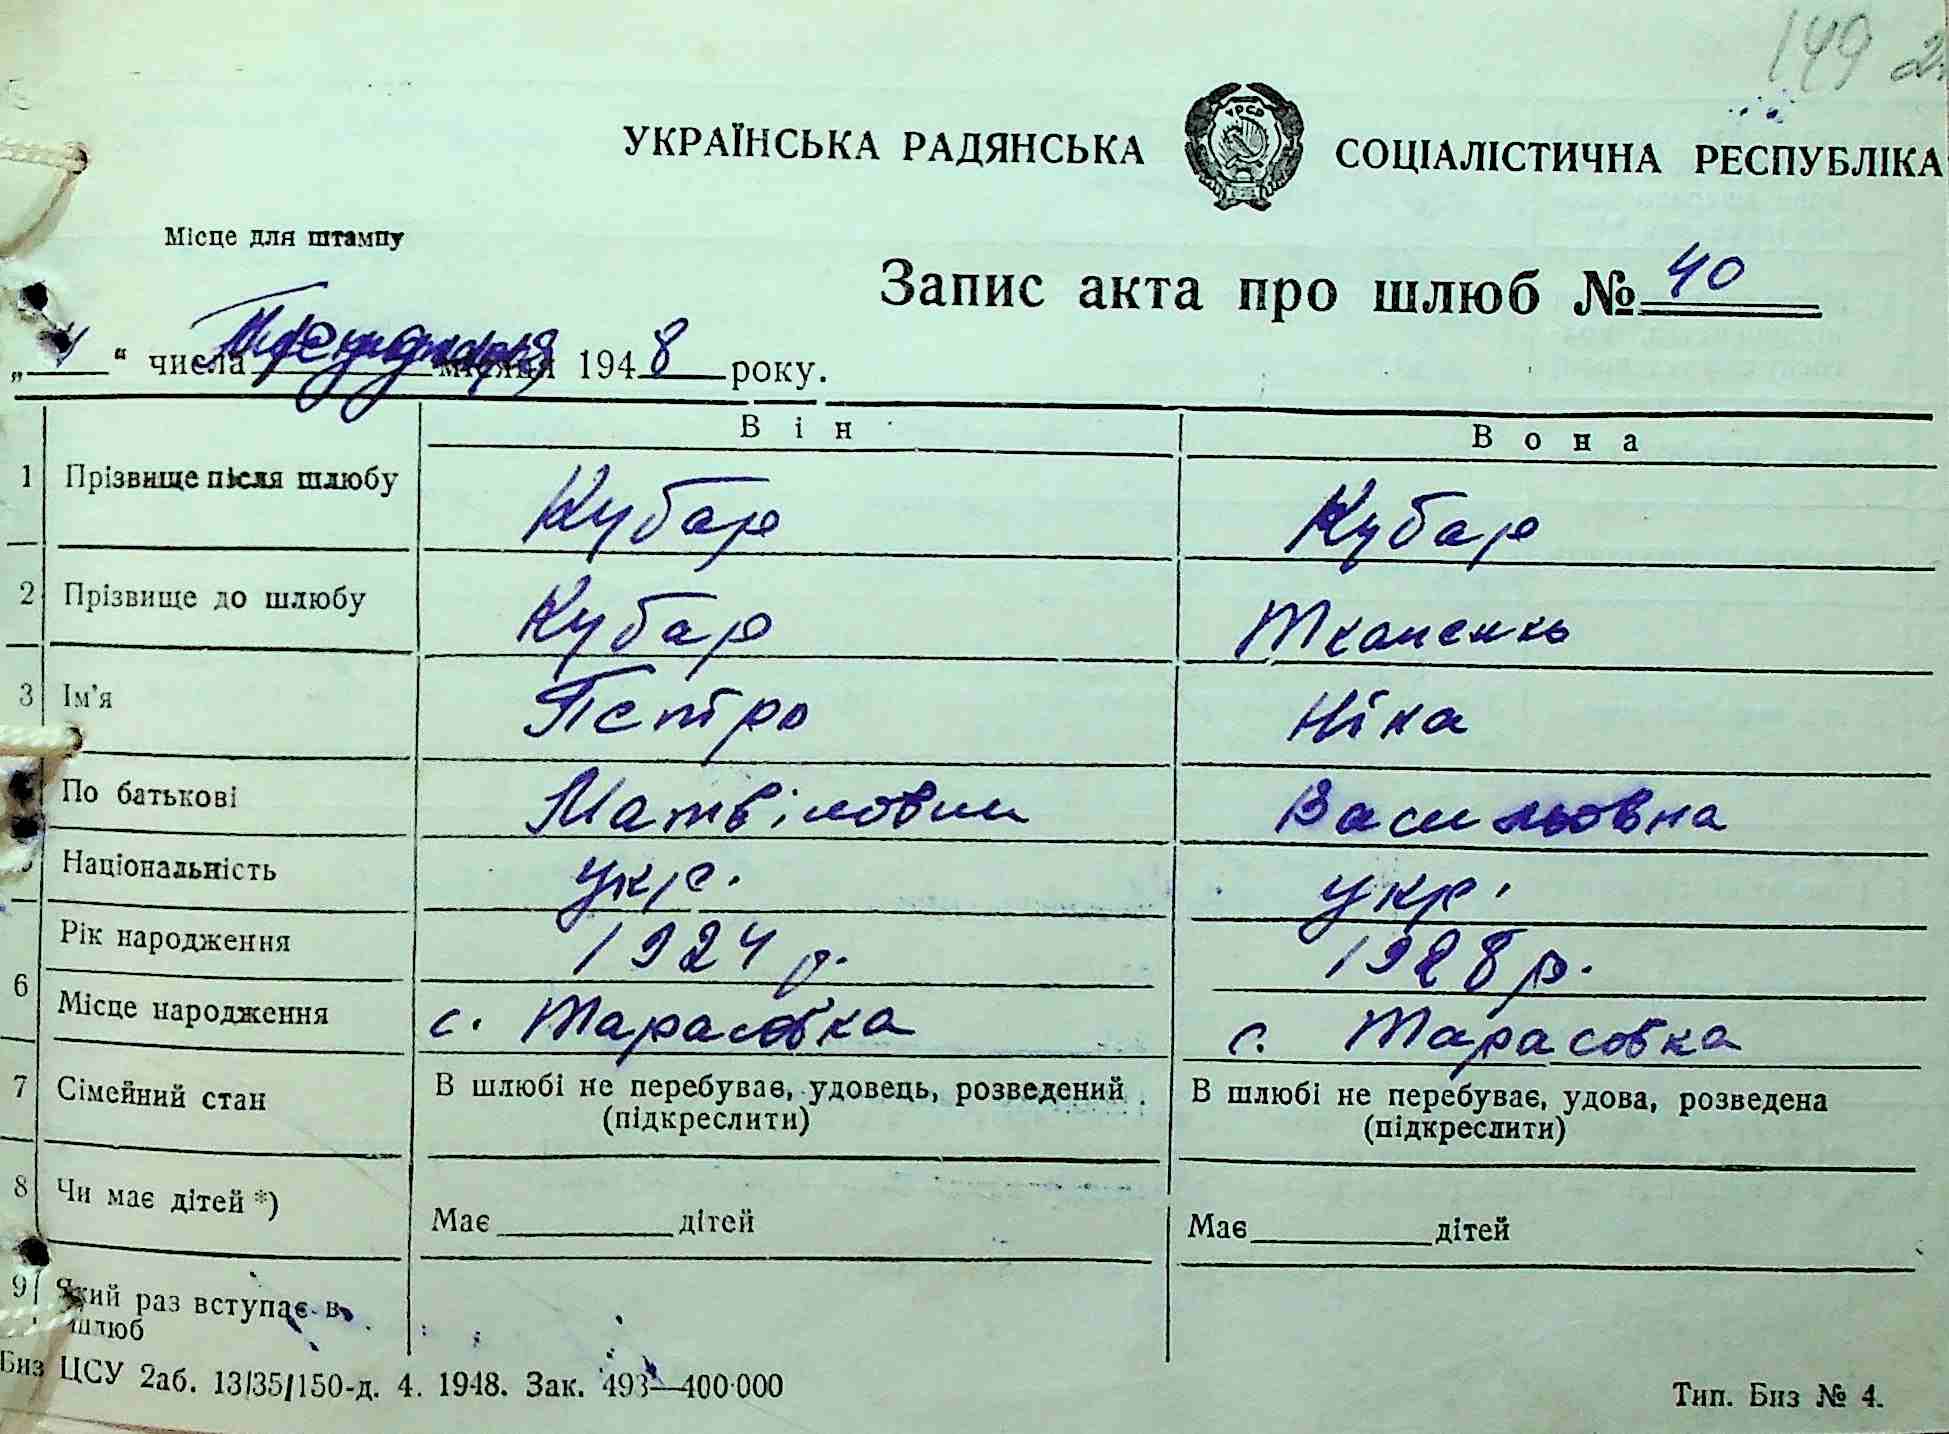 149 2
УКРАЇНСЬКА РАДЯНСЬКА СОЦІАЛІСТИЧНА РЕСПУБЛІКА
Місце для штампу
Запис акта про шлюб № 40
„ “ числа місяця 1948 року.
Він Вона
1 Прізвище після шлюбу Кубар Кубар
2 Прізвище до шлюбу Кубар Ткаченко
3 Ім’я Петро Ніна
По батькові Матвійович Васильовна
Національність укр. укр.
Рік народження 1924 р. 1928 р.
6
Місце народження с. Тарасовка с. Тарасовка
7 Сімейний стан В шлюбі не перебуває, удовець, розведений В шлюбі не перебуває, удова, розведена
(підкреслити) (підкреслити)
8 Чи має дітей *) Має дітей Має дітей
9 Який раз вступає в
шлюб
Биз ЦСУ 2аб. 13/35/150-д. 4. 1948. Зак. 493—400·000 Тип. Биз № 4.